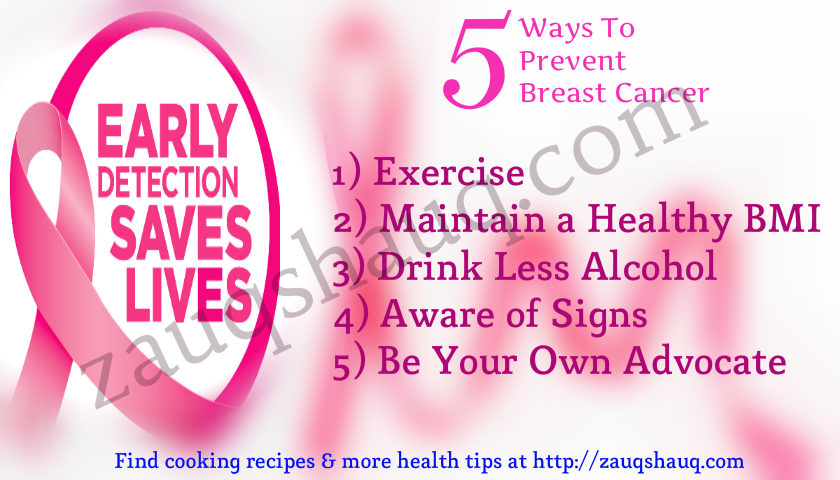 EARLY
DETECTION
SAVES
LIVES
5 Ways To
Prevent
Breast Cancer
1) Exercise
2) Maintain a Healthy BMI
3) Drink Less Alcohol
4) Aware of Signs
5) Be Your Own Advocate
zauqshauq.com
Find cooking recipes & more health tips at http://zauqshauq.com